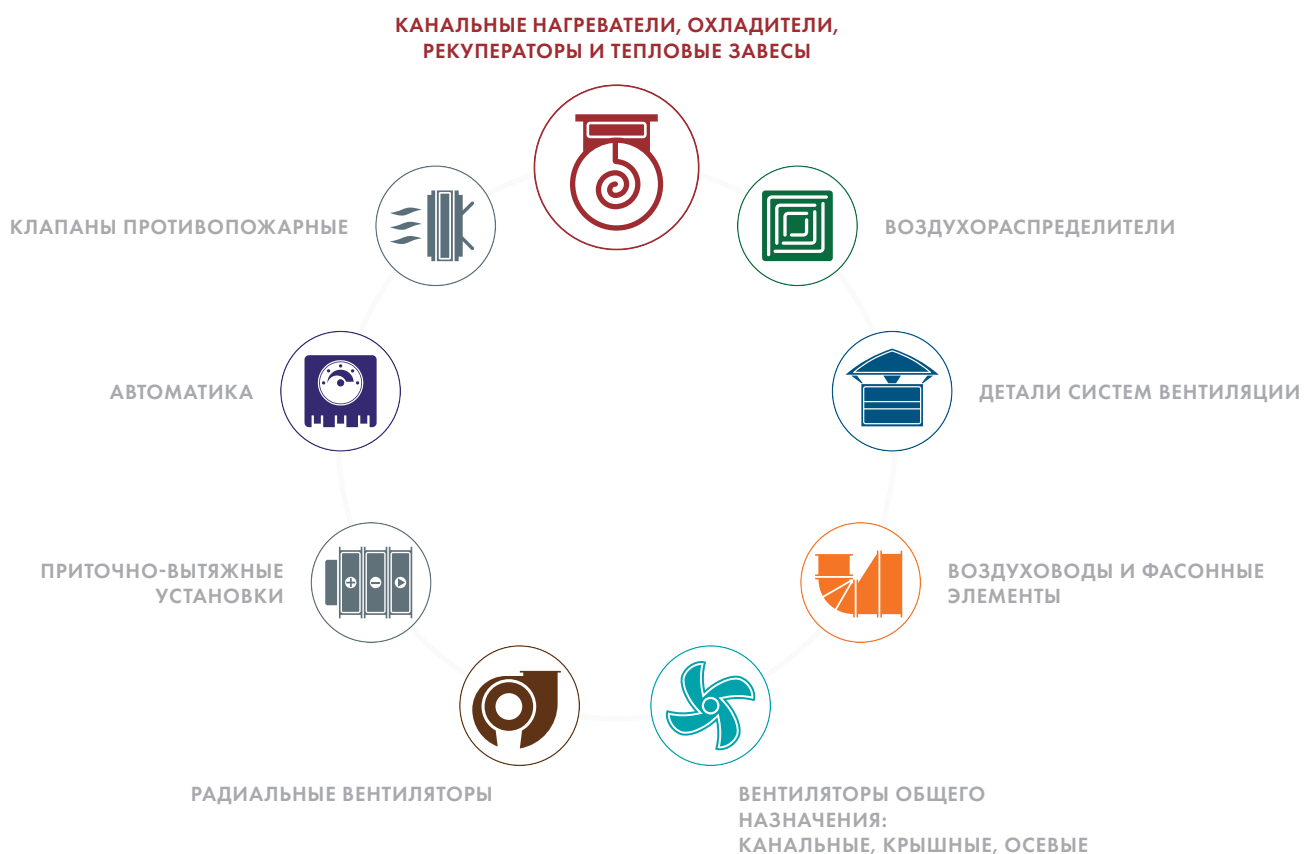 КАНАЛЬНЫЕ НАГРЕВАТЕЛИ, ОХЛАДИТЕЛИ,
РЕКУПЕРАТОРЫ И ТЕПЛОВЫЕ ЗАВЕСЫ
КЛАПАНЫ ПРОТИВОПОЖАРНЫЕ
ВОЗДУХОРАСПРЕДЕЛИТЕЛИ
АВТОМАТИКА
ДЕТАЛИ СИСТЕМ ВЕНТИЛЯЦИИ
ПРИТОЧНО-ВЫТЯЖНЫЕ
УСТАНОВКИ
ВОЗДУХОВОДЫ И ФАСОННЫЕ
ЭЛЕМЕНТЫ
РАДИАЛЬНЫЕ ВЕНТИЛЯТОРЫ
ВЕНТИЛЯТОРЫ ОБЩЕГО
НАЗНАЧЕНИЯ:
КАНАЛЬНЫЕ, КРЫШНЫЕ, ОСЕВЫЕ